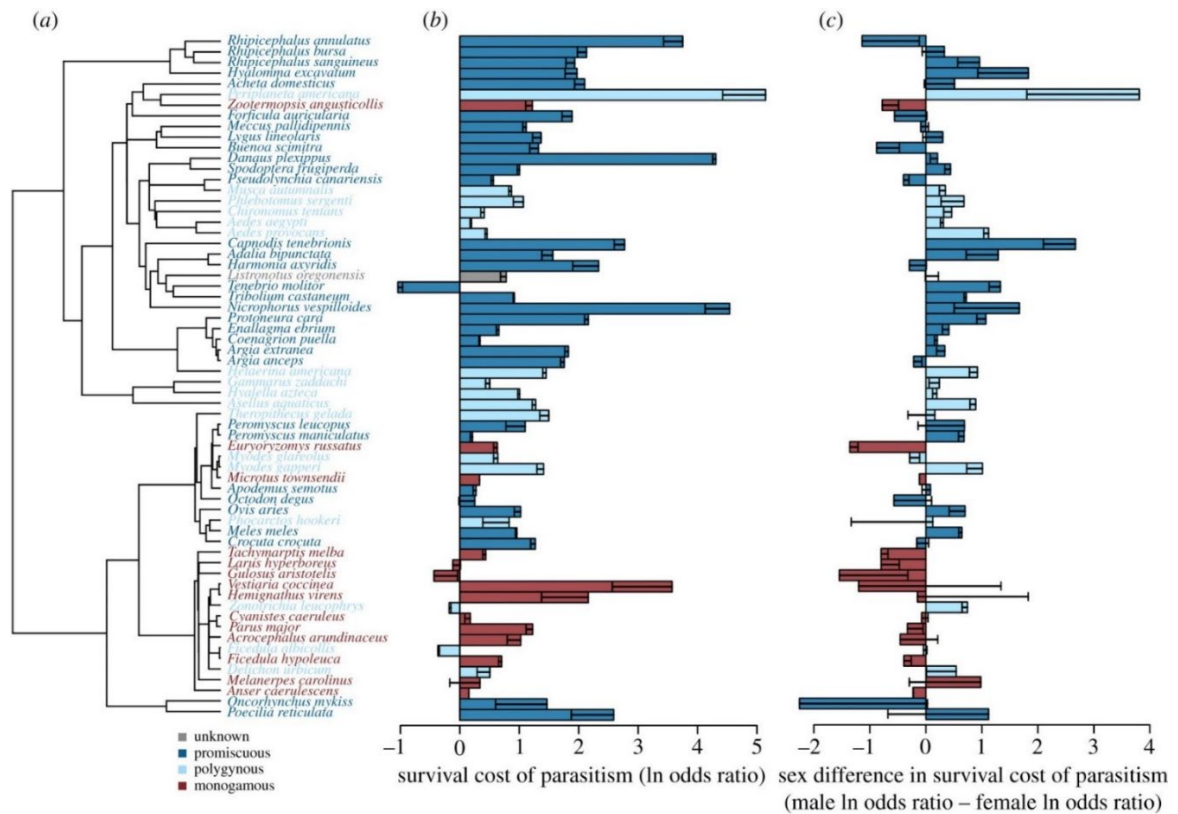 (a)
(b)
(c)
Rhipicephalus annulatus
Rhipicephalus bursa
Rhipicephalus sanguineus
Hyalomma excavatum
Acheta domesticus
Periplaneta americana
Zootermopsis angusticollis
Forficula auricularia
Meccus pallidipennis
Lygus lineolaris
Buenoa scimitra
Danaus plexippus
Spodoptera frugiperda
Pseudolynchia canariensis
Musca autumnalis
Phlebotomus sergenti
Chironomus tentans
Aedes aegypti
Aedes provocans
Capnodis tenebrionis
Adalia bipunctata
Harmonia axyridis
Listronotus oregonensis
Tenebrio molitor
Tribolium castaneum
Nicrophorus vespilloides
Protoneura cara
Enallagma ebrium
Coenagrion puella
Argia extranea
Argia anceps
Hetaerina americana
Gammarus zaddachi
Hyalella azteca
Asellus aquaticus
Theropithecus gelada
Peromyscus leucopus
Peromyscus maniculatus
Euryoryzomys russatus
Myodes glareolus
Myodes gapperi
Microtus townsendii
Apodemus semotus
Octodon degus
Ovis aries
Phocarctos hookeri
Meles meles
Crocuta crocuta
Tachymarptis melba
Larus hyperboreus
Gulosus aristotelis
Vestiaria coccinea
Hemignathus virens
Zonotrichia leucophrys
Cyanistes caeruleus
Parus major
Acrocephalus arundinaceus
Ficedula albicollis
Ficedula hypoleuca
Delichon urbicum
Melanerpes carolinus
Anser caerulescens
Oncorhynchus mykiss
Poecilia reticulata
unknown
promiscuous
polygynous
monogamous
−1 0 1 2 3 4 5
survival cost of parasitism (ln odds ratio)
−2 −1 0 1 2 3 4
sex difference in survival cost of parasitism
(male ln odds ratio – female ln odds ratio)